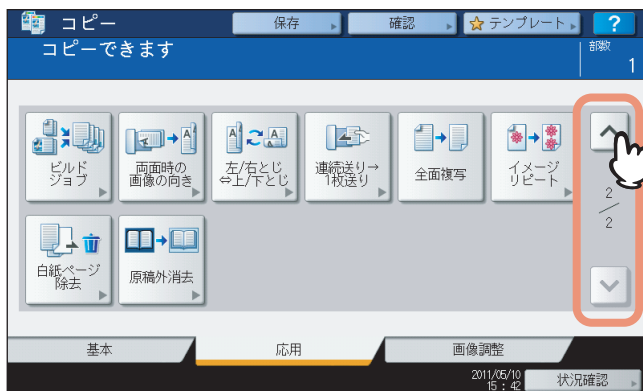 コピー
保存
確認
テンプレート
?
コピーできます
部数
1
ビルド
ジョブ
両面時の
画像の向き
左/右とじ
⇔上/下とじ
連続送り→
1枚送り
全面複写
イメージ
リピート
白紙ページ
除去
原稿外消去
2
2
基本
応用
画像調整
2011/05/10
15 : 42
状況確認